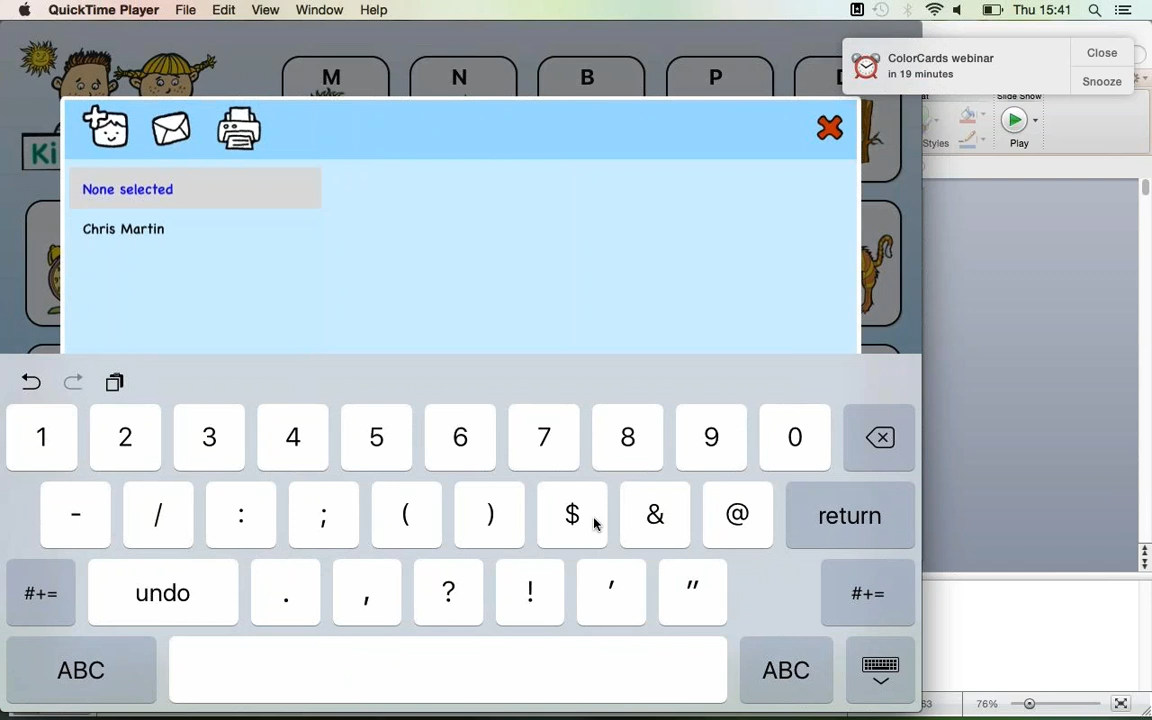 QuickTime Player File Edit View Window Help Thu 15:41
ColorCards webinar
in 19 minutes
Close
Snooze
M N B P
Ki
Slide Show
Styles
Play
None selected
Chris Martin
1 2 3 4 5 6 7 8 9 0
- / : ; ( ) $ & @ return
#+= undo . , ? ! ' " #+=
ABC ABC
76%